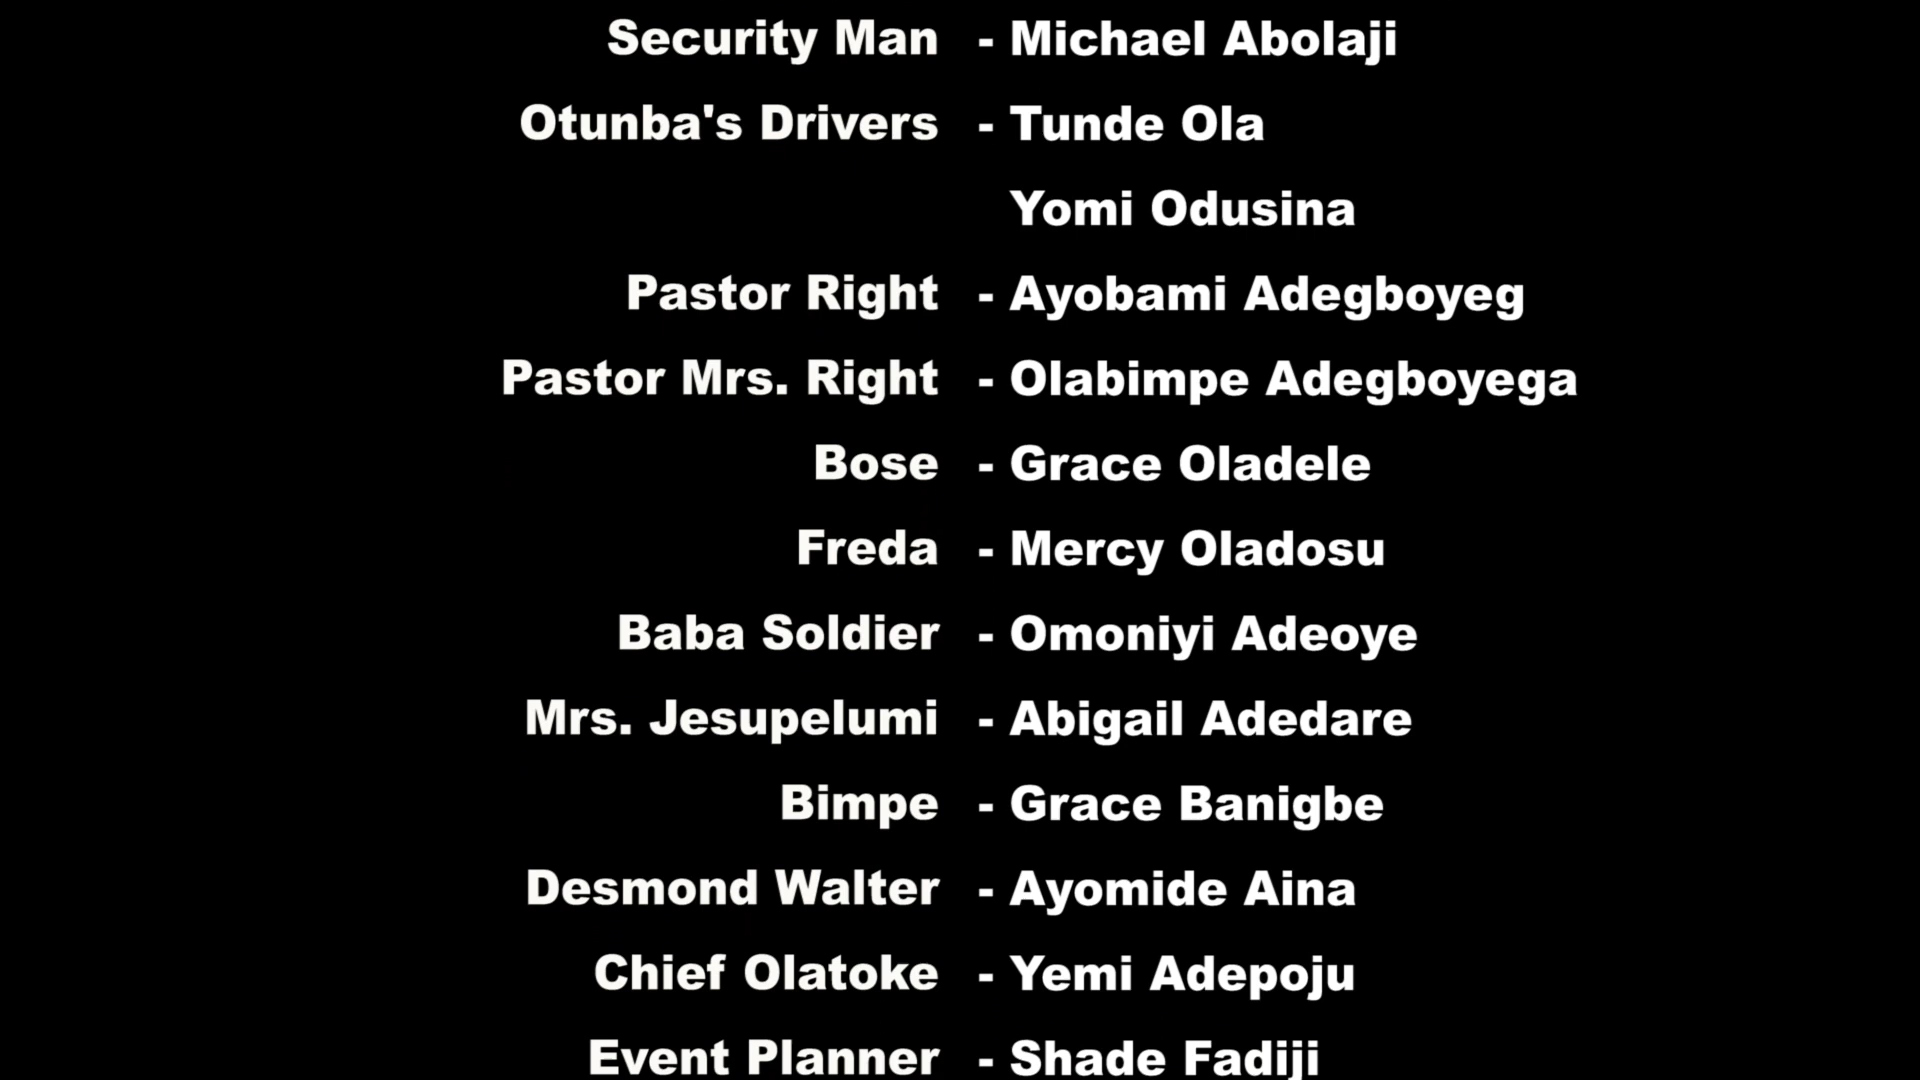 Security Man - Michael Abolaji
Otunba's Drivers - Tunde Ola
Yomi Odusina
Pastor Right - Ayobami Adegboyeg
Pastor Mrs. Right - Olabimpe Adegboyega
Bose - Grace Oladele
Freda - Mercy Oladosu
Baba Soldier - Omoniyi Adeoye
Mrs. Jesupelumi - Abigail Adedare
Bimpe - Grace Banigbe
Desmond Walter - Ayomide Aina
Chief Olatoke - Yemi Adepoju
Event Planner - Shade Fadiji